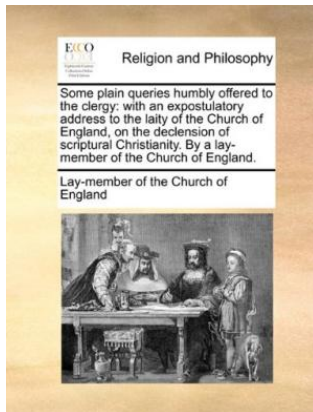 ECCO
Religion and Philosophy
Some plain queries humbly offered to
the clergy: with an expostulatory
address to the laity of the Church of
England, on the declension of
scriptural Christianity. By a lay-
member of the Church of England.
Lay-member of the Church of
England